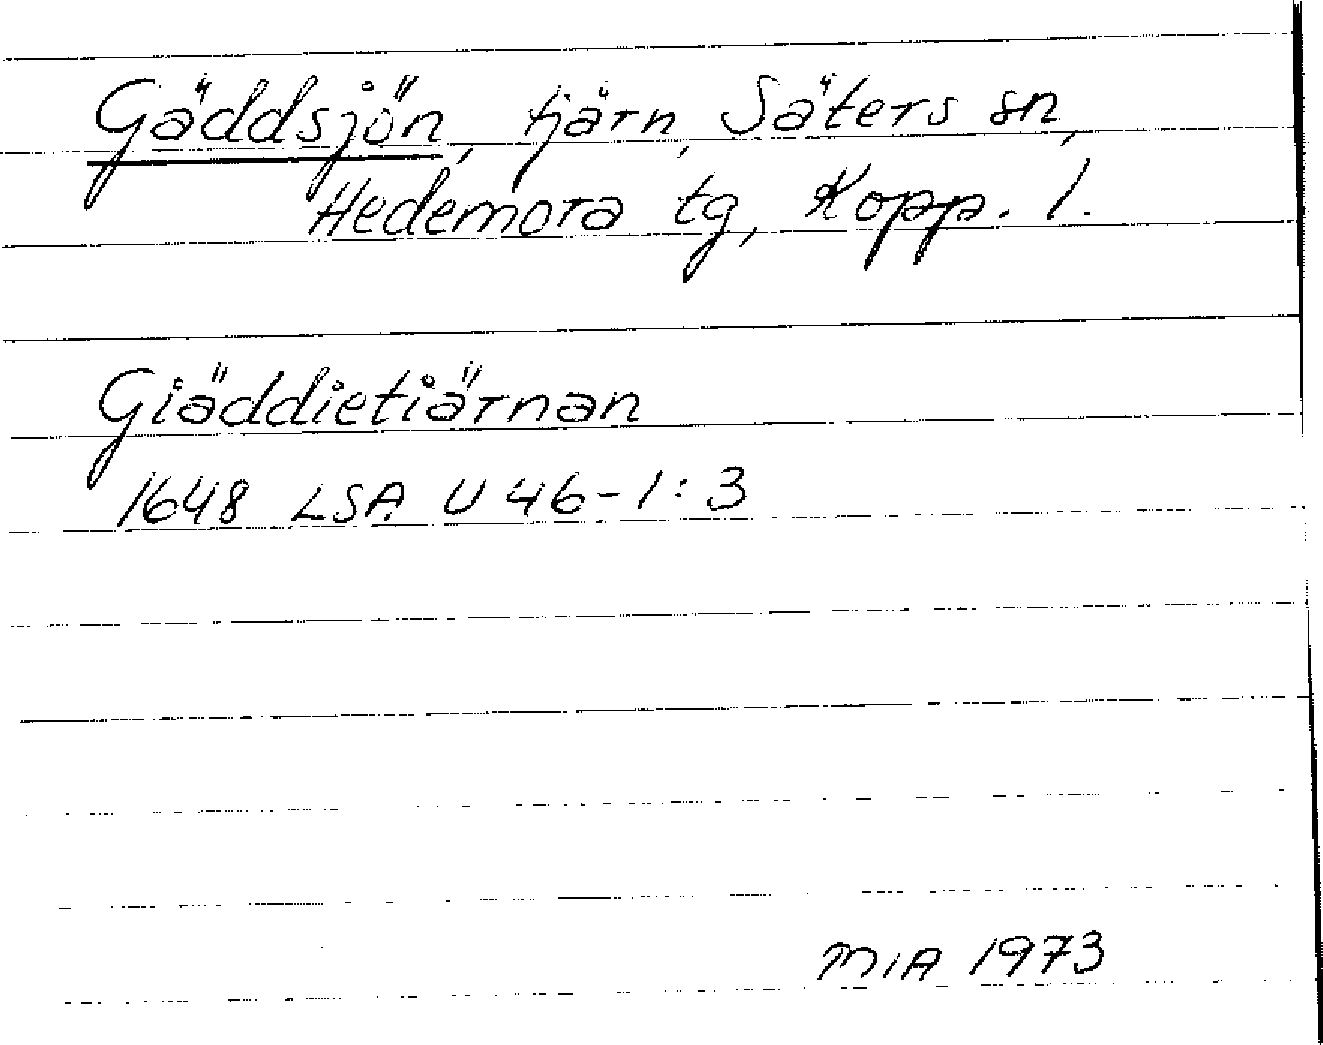 Gäddsjön, tjärn, Säters sn,
Hedemora tg, Kopp. l.
Giäddietiärnan
1648 LSA U 46-1:3
MIA 1973